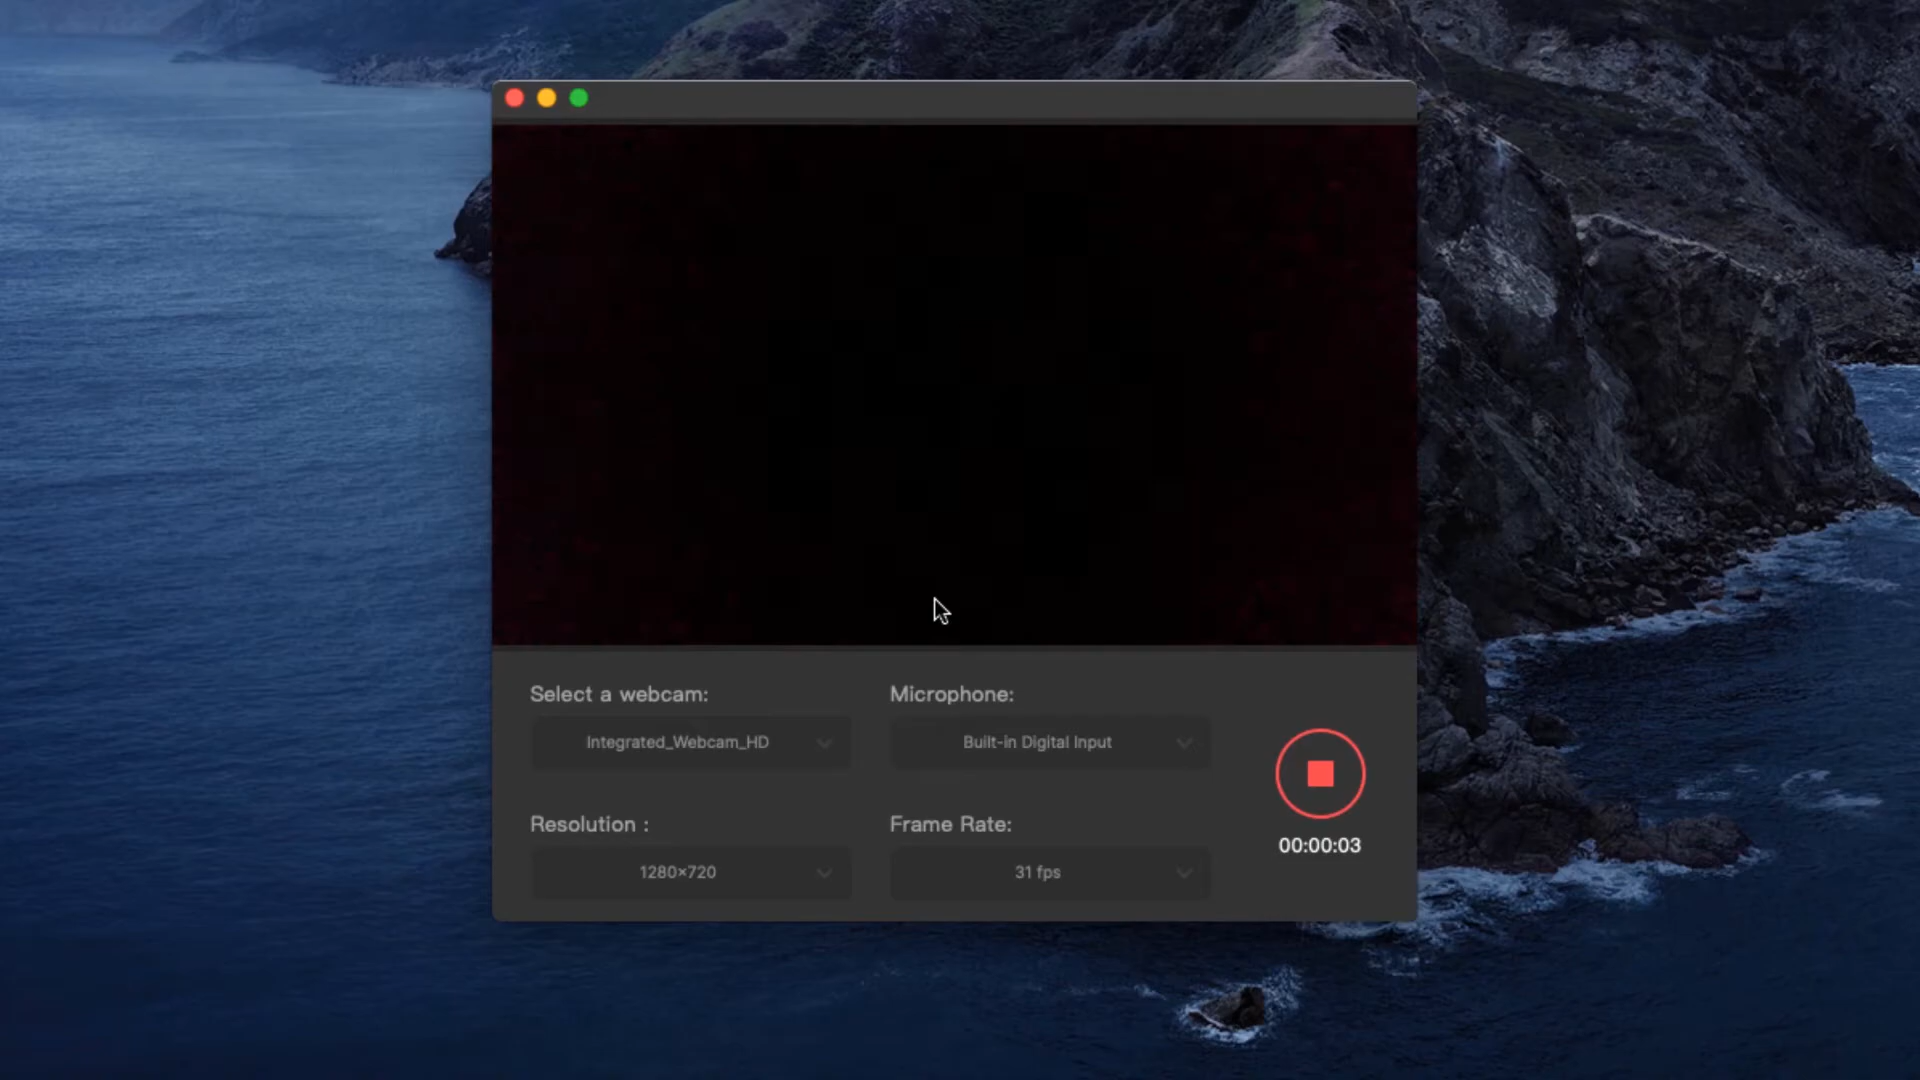 Select a webcam:
Microphone:
Integrated_Webcam_HD
Built-in Digital Input
Resolution :
Frame Rate:
1280×720
31 fps
00:00:03